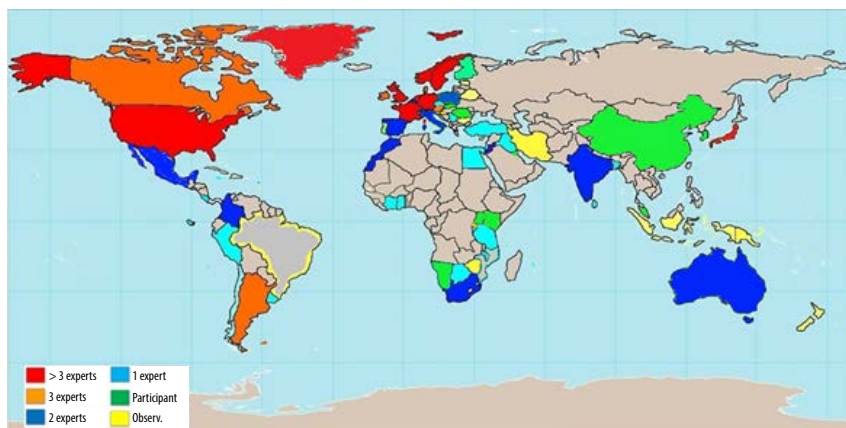 > 3 experts
3 experts
2 experts
1 expert
Participant
Observ.